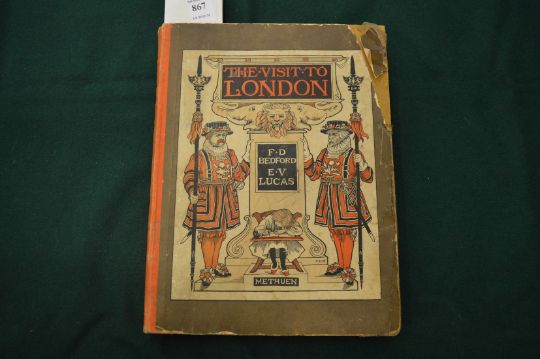 867
THE·VISIT·TO
LONDON
F·D
BEDFORD
E·V
LUCAS
METHUEN